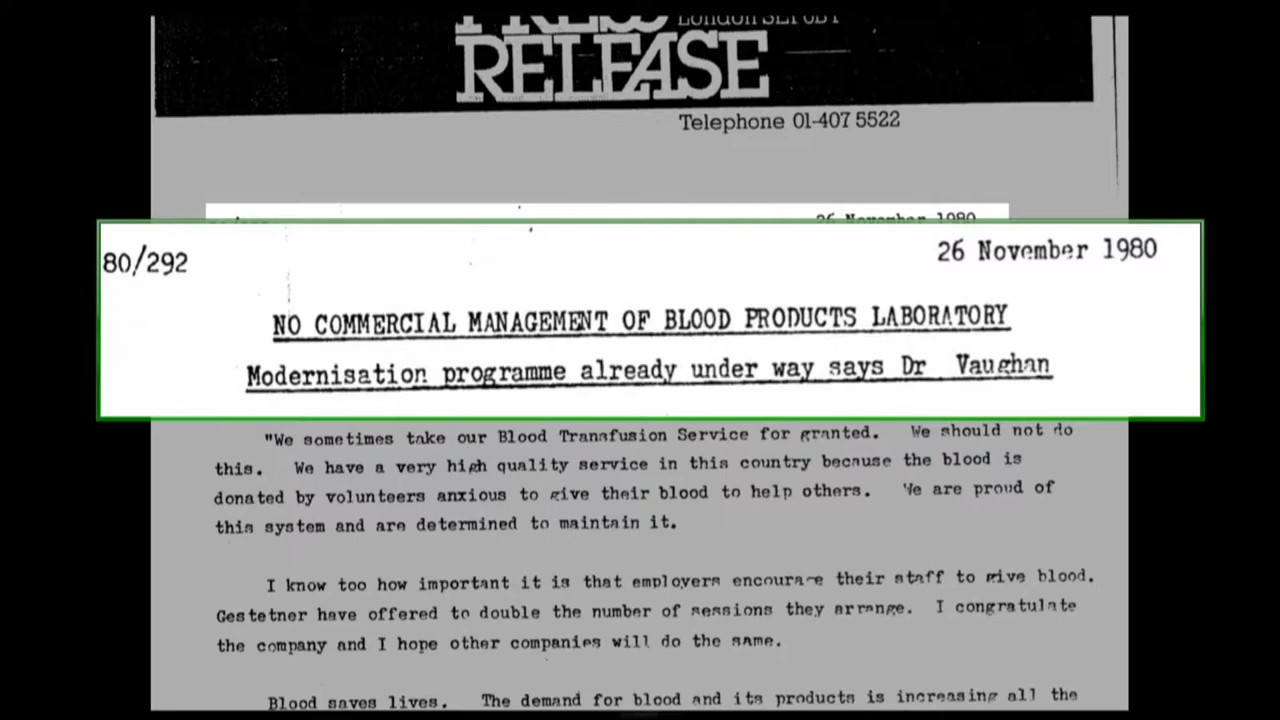 PRESS
RELEASE
Telephone 01-407 5522
26 November 1980
80/292
26 November 1980
NO COMMERCIAL MANAGEMENT OF BLOOD PRODUCTS LABORATORY
Modernisation programme already under way says Dr Vaughan
"We sometimes take our Blood Transfusion Service for granted. We should not do
this. We have a very high quality service in this country because the blood is
donated by volunteers anxious to give their blood to help others. We are proud of
this system and are determined to maintain it.
I know too how important it is that employers encourage their staff to give blood.
Gestetner have offered to double the number of sessions they arrange. I congratulate
the company and I hope other companies will do the same.
Blood saves lives. The demand for blood and its products is increasing all the